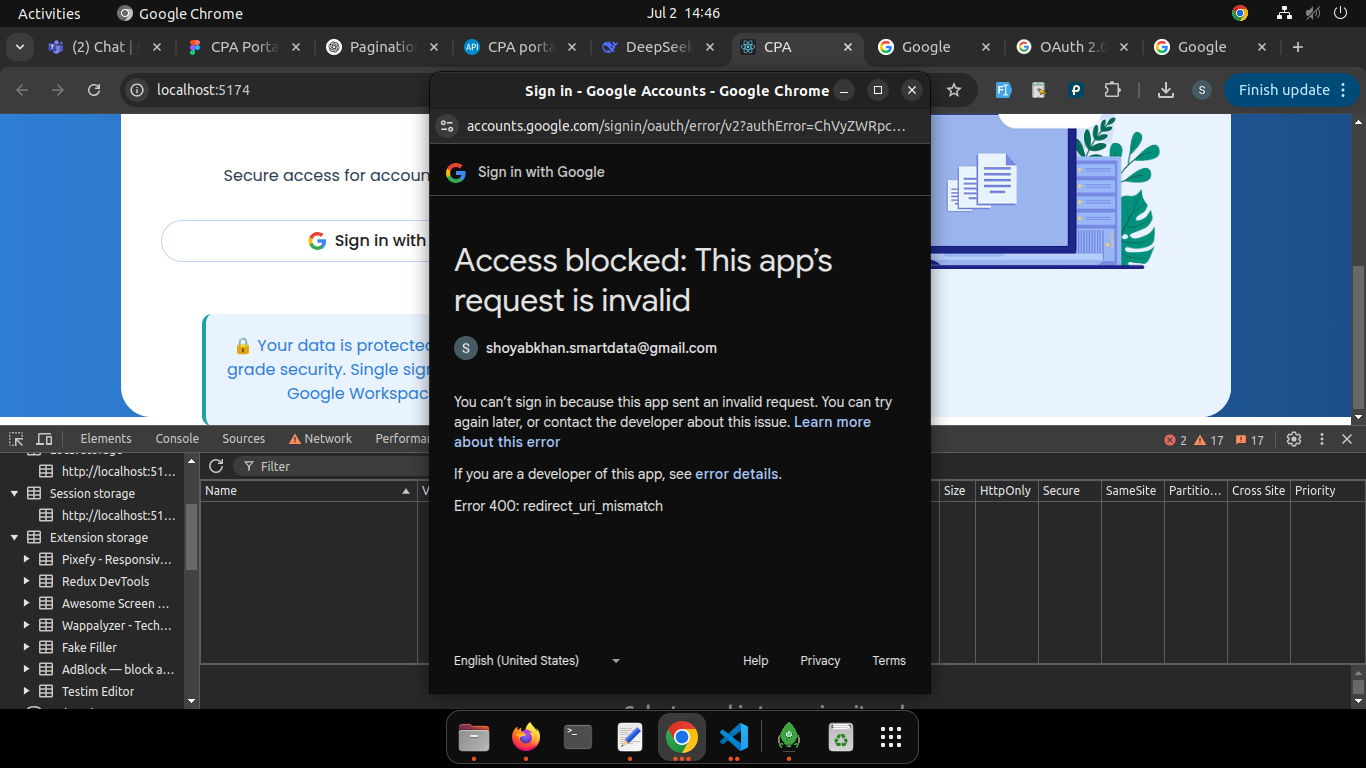 Activities
Google Chrome
Jul 2 14:46
(2) Chat |
CPA Porta
Paginatio
CPA porta
DeepSeek
CPA
Google
OAuth 2.0
Google
localhost:5174
Finish update
Sign in - Google Accounts - Google Chrome
accounts.google.com/signin/oauth/error/v2?authError=ChVyZWRpc...
Sign in with Google
Secure access for accoun
Sign in with
🔒 Your data is protected
grade security. Single sig
Google Workspac
Access blocked: This app's
request is invalid
S
shoyabkhan.smartdata@gmail.com
You can't sign in because this app sent an invalid request. You can try
again later, or contact the developer about this issue. Learn more
about this error
If you are a developer of this app, see error details.
Error 400: redirect_uri_mismatch
English (United States)
Help
Privacy
Terms
Elements
Console
Sources
Network
Performa
2
17
17
Filter
http://localhost:51...
Session storage
http://localhost:51...
Extension storage
Pixefy - Responsiv...
Redux DevTools
Awesome Screen ...
Wappalyzer - Tech...
Fake Filler
AdBlock — block a...
Testim Editor
Name
V
Size
HttpOnly
Secure
SameSite
Partitio...
Cross Site
Priority